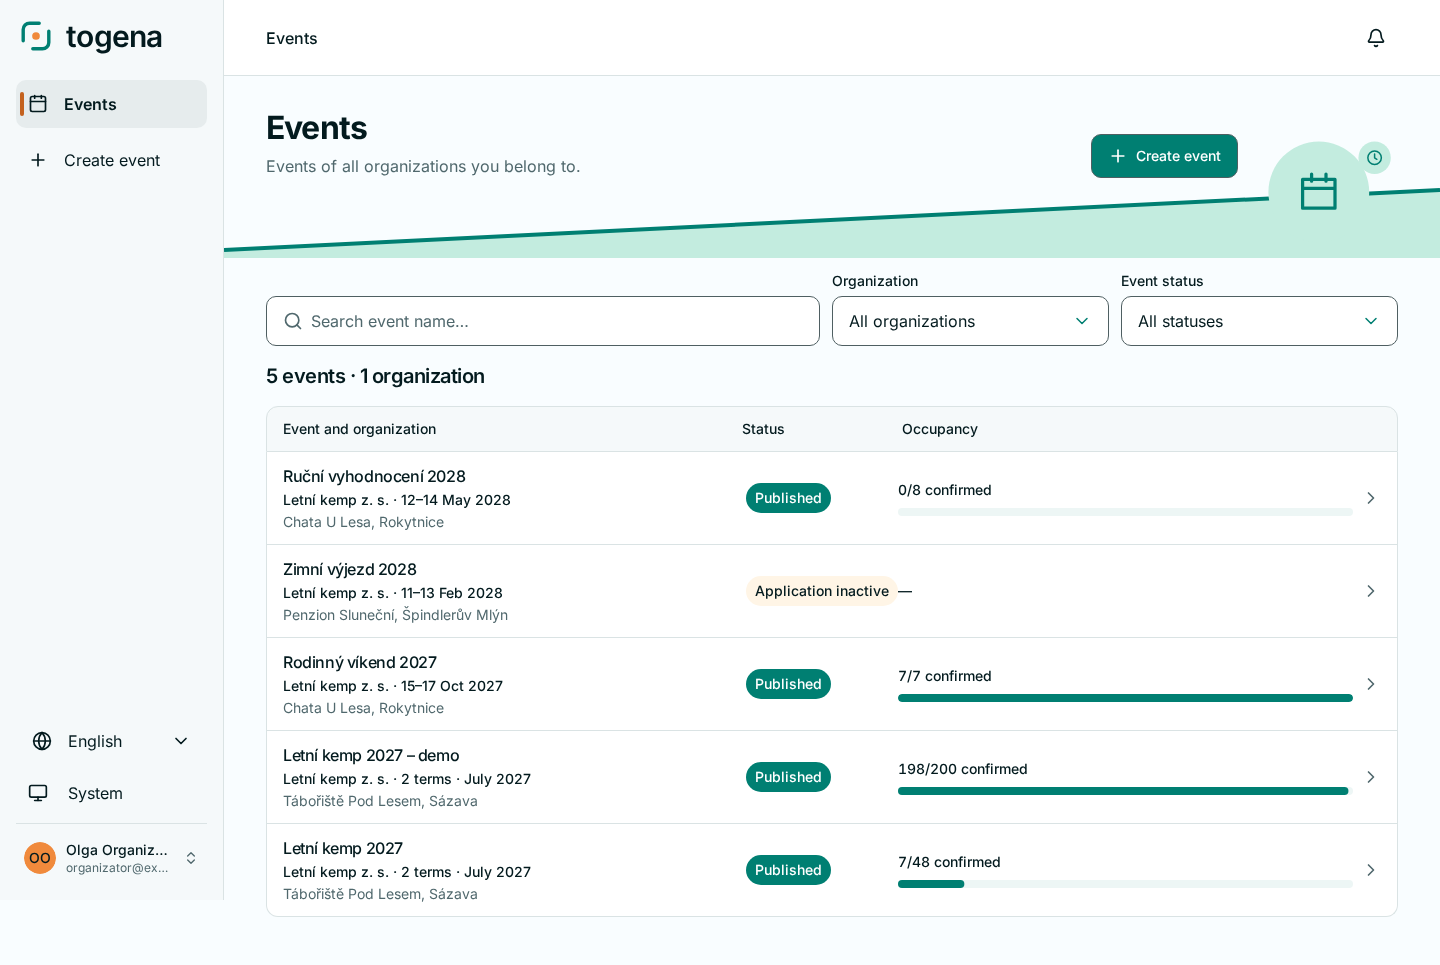 togena
Events
Create event
English
System
OO
Olga Organiz…
organizator@ex…
Events
Events
Events of all organizations you belong to.
Create event
Organization
Event status
Search event name…
All organizations
All statuses
5 events · 1 organization
Event and organization
Status
Occupancy
Ruční vyhodnocení 2028
Letní kemp z. s. · 12–14 May 2028
Chata U Lesa, Rokytnice
Published
0/8 confirmed
Zimní výjezd 2028
Letní kemp z. s. · 11–13 Feb 2028
Penzion Sluneční, Špindlerův Mlýn
Application inactive
—
Rodinný víkend 2027
Letní kemp z. s. · 15–17 Oct 2027
Chata U Lesa, Rokytnice
Published
7/7 confirmed
Letní kemp 2027 – demo
Letní kemp z. s. · 2 terms · July 2027
Tábořiště Pod Lesem, Sázava
Published
198/200 confirmed
Letní kemp 2027
Letní kemp z. s. · 2 terms · July 2027
Tábořiště Pod Lesem, Sázava
Published
7/48 confirmed